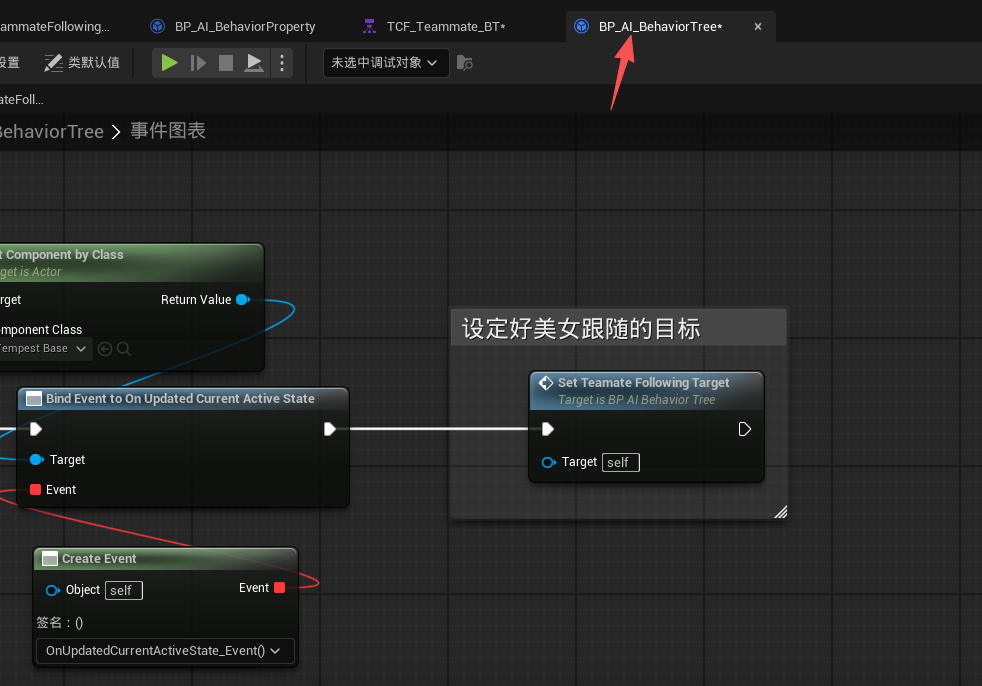 ammateFollowing...
BP_AI_BehaviorProperty
TCF_Teammate_BT*
BP_AI_BehaviorTree*
设置
类默认值
未选中调试对象
ateFoll...
BehaviorTree > 事件图表
t Component by Class
rget is Actor
rget
Return Value
omponent Class
Tempest Base
设定好美女跟随的目标
Set Teamate Following Target
Target is BP AI Behavior Tree
Target self
Bind Event to On Updated Current Active State
Target
Event
Create Event
Object self
Event
签名：()
OnUpdatedCurrentActiveState_Event()